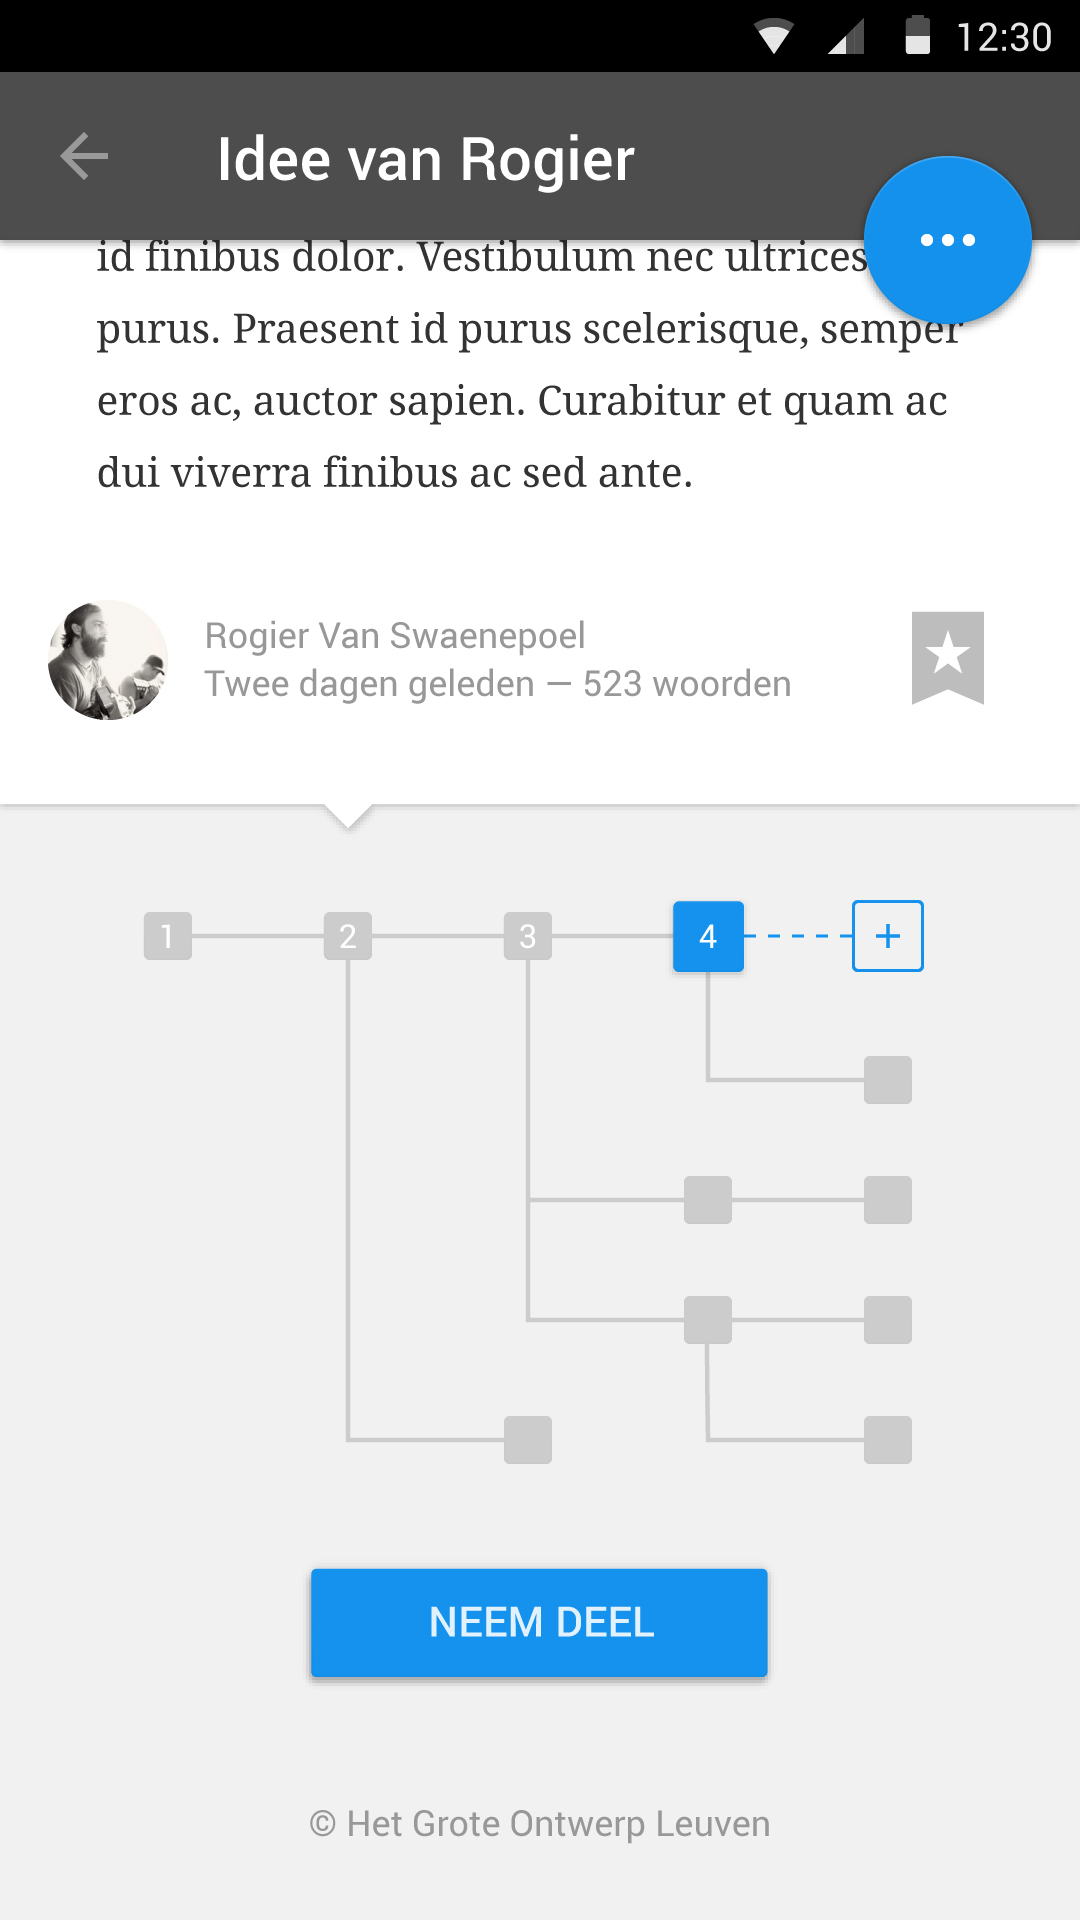 12:30
Idee van Rogier
id finibus dolor. Vestibulum nec ultrices
purus. Praesent id purus scelerisque, semper
eros ac, auctor sapien. Curabitur et quam ac
dui viverra finibus ac sed ante.
Rogier Van Swaenepoel
Twee dagen geleden — 523 woorden
1 2 3 4 +
NEEM DEEL
© Het Grote Ontwerp Leuven